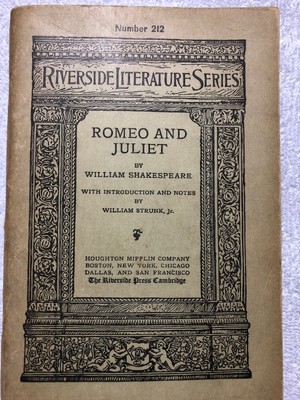 Number 212
RIVERSIDE LITERATURE SERIES
ROMEO AND
JULIET
BY
WILLIAM SHAKESPEARE
WITH INTRODUCTION AND NOTES
BY
WILLIAM STRUNK, Jr.
HOUGHTON MIFFLIN COMPANY
BOSTON, NEW YORK, CHICAGO
DALLAS, AND SAN FRANCISCO
The Riverside Press Cambridge